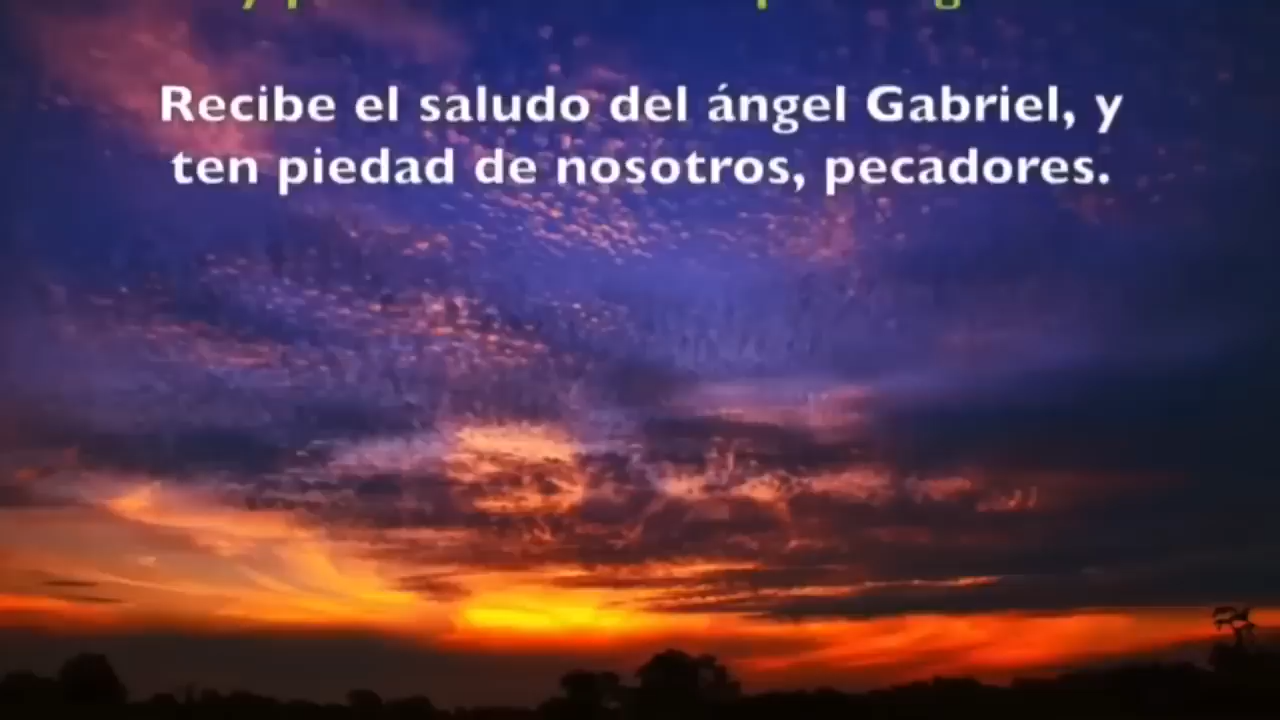 Recibe el saludo del ángel Gabriel, y
ten piedad de nosotros, pecadores.